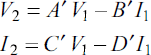 V₂ = A′ V₁ − B′I₁
I₂ = C′ V₁ − D′I₁